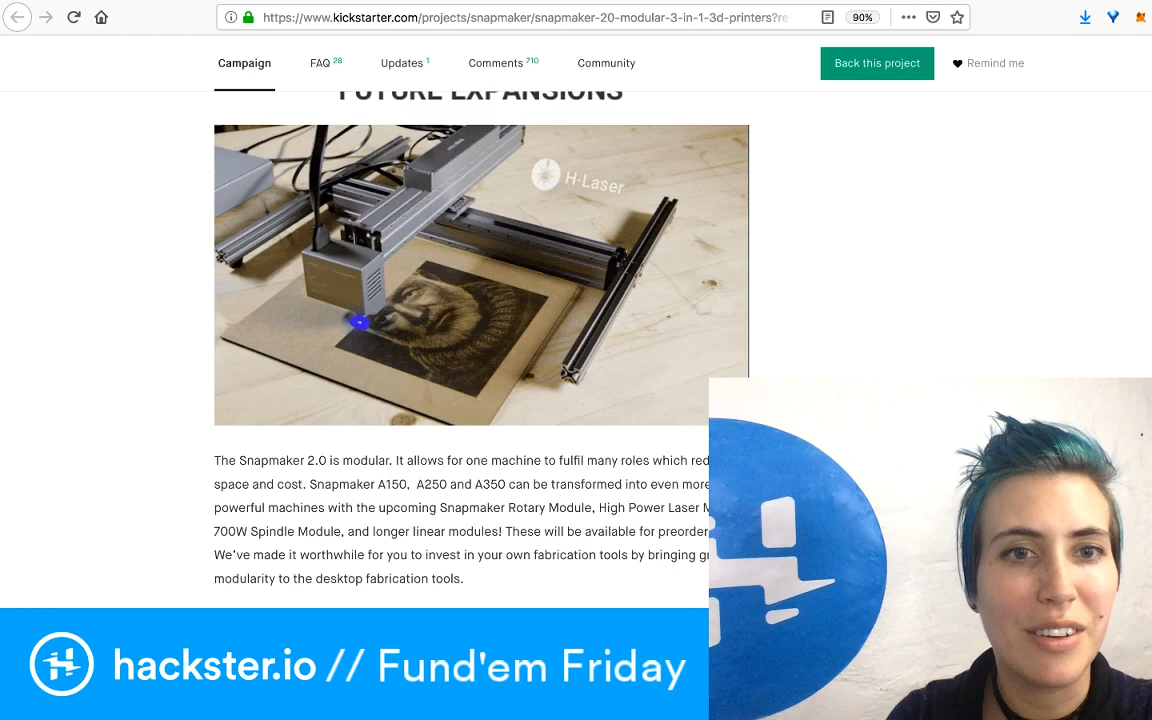 https://www.kickstarter.com/projects/snapmaker/snapmaker-20-modular-3-in-1-3d-printers?re
90%
Campaign FAQ 28 Updates 1 Comments 710 Community Back this project Remind me
FUTURE EXPANSIONS
H-Laser
The Snapmaker 2.0 is modular. It allows for one machine to fulfil many roles which red
space and cost. Snapmaker A150, A250 and A350 can be transformed into even more
powerful machines with the upcoming Snapmaker Rotary Module, High Power Laser M
700W Spindle Module, and longer linear modules! These will be available for preorder
We've made it worthwhile for you to invest in your own fabrication tools by bringing gr
modularity to the desktop fabrication tools.
hackster.io // Fund'em Friday